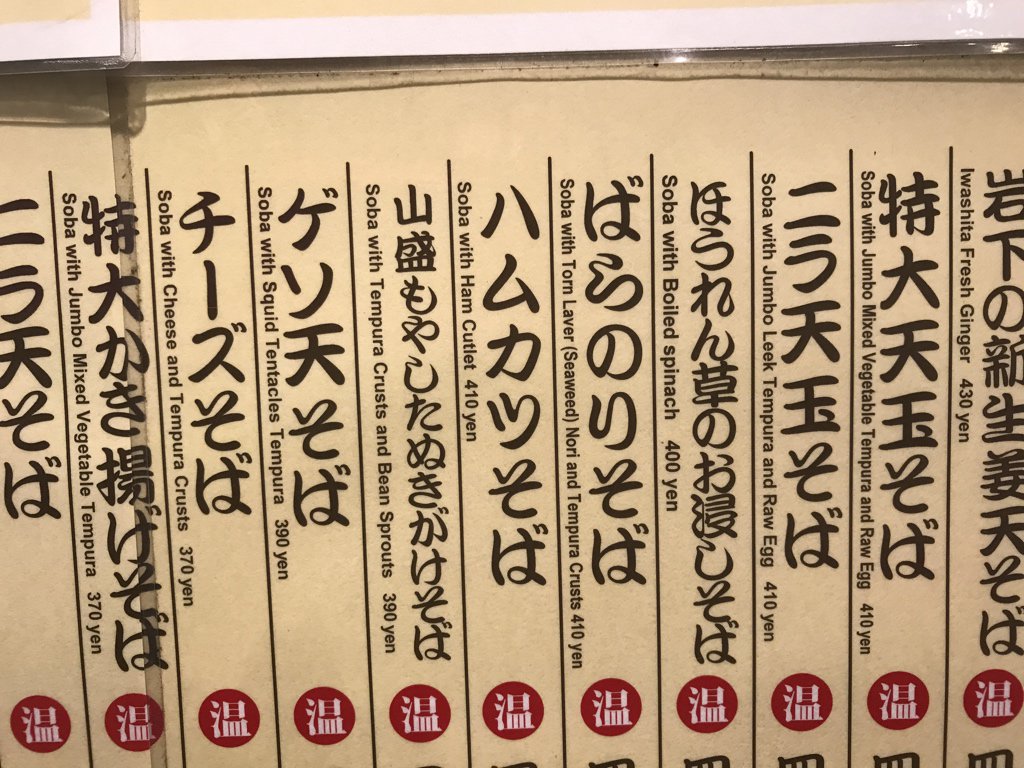 岩下の新生姜天そば
Iwashita Fresh Ginger 430 yen
温
特大天玉そば
Soba with Jumbo Mixed Vegetable Tempura and Raw Egg 410 yen
温
ニラ天玉そば
Soba with Jumbo Leek Tempura and Raw Egg 410 yen
温
ほうれん草のお浸しそば
Soba with Boiled spinach 400 yen
温
ばらのりそば
Soba with Torn Laver (Seaweed) Nori and Tempura Crusts 410 yen
温
ハムカツそば
Soba with Ham Cutlet 410 yen
温
山盛もやしたぬきがけそば
Soba with Tempura Crusts and Bean Sprouts 390 yen
温
ゲソ天そば
Soba with Squid Tentacles Tempura 390 yen
温
チーズそば
Soba with Cheese and Tempura Crusts 370 yen
温
特大かき揚げそば
Soba with Jumbo Mixed Vegetable Tempura 370 yen
温
ニラ天そば
温